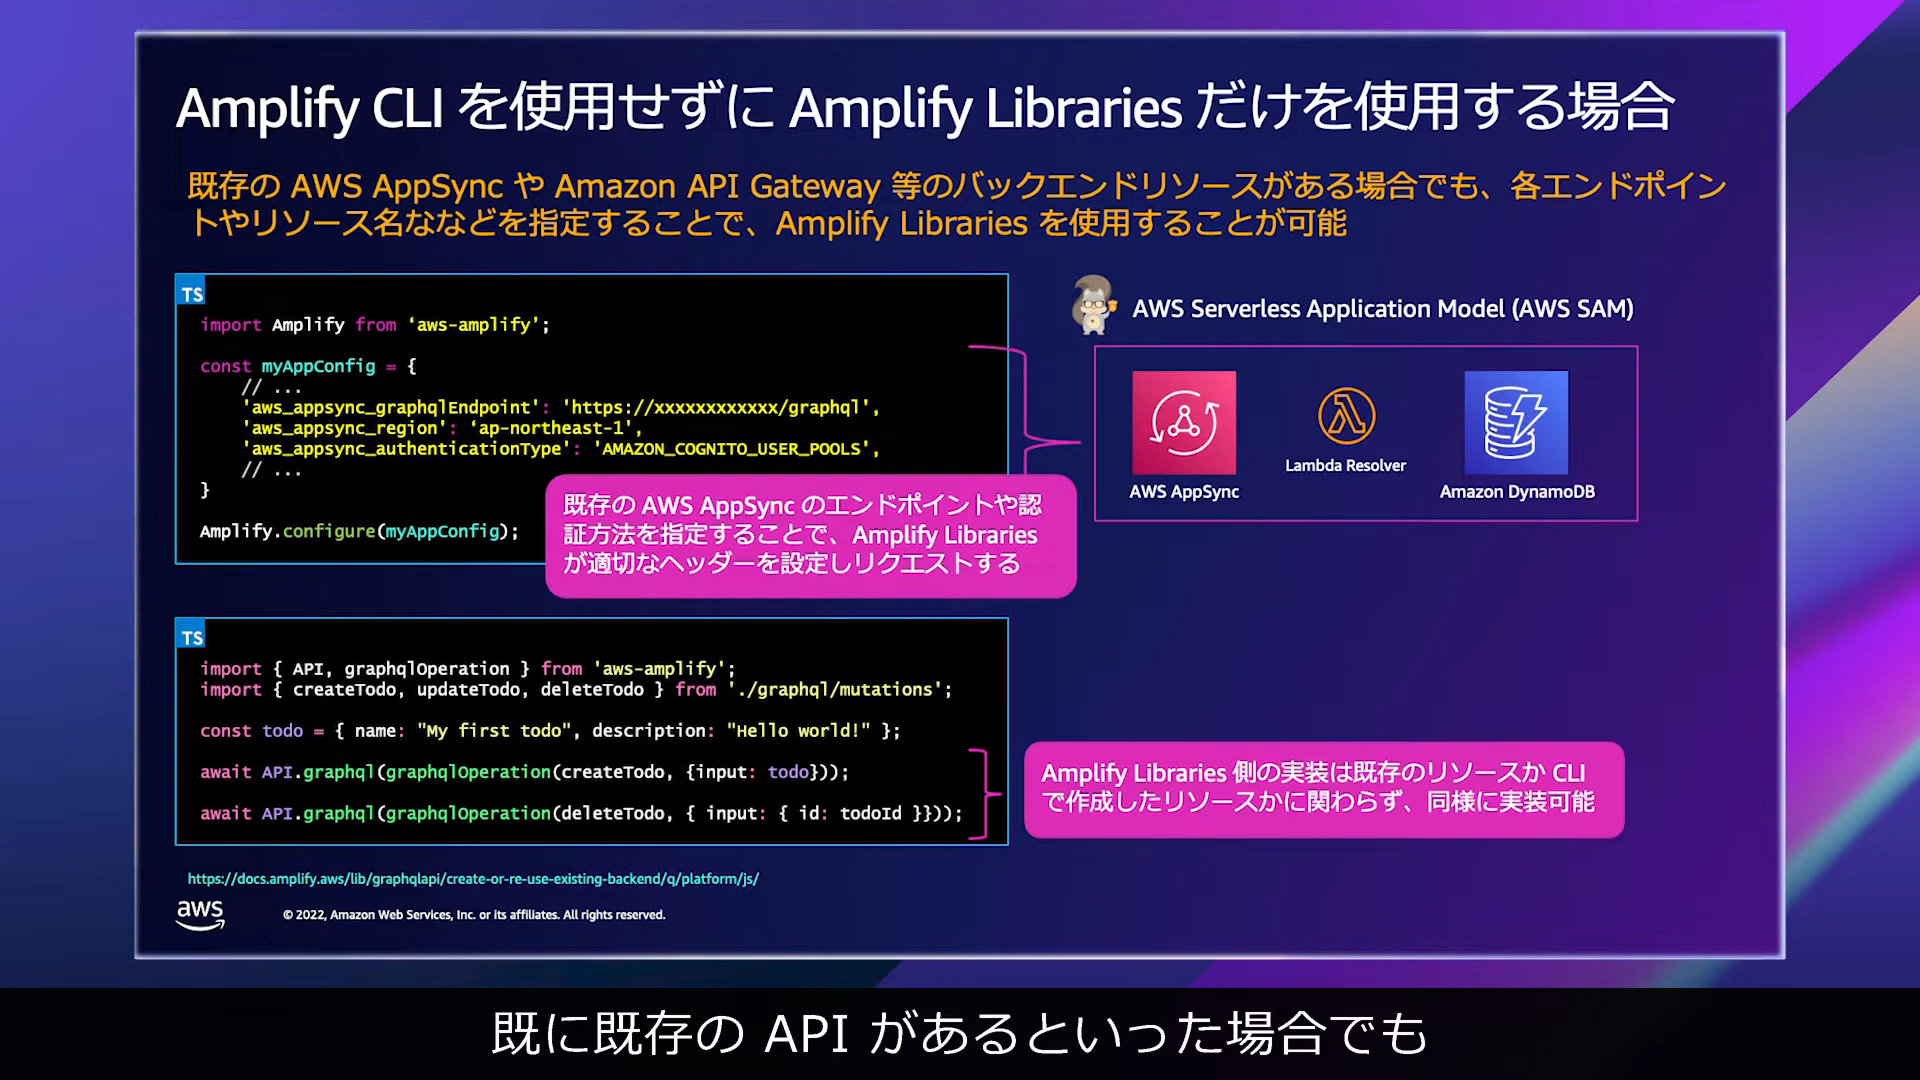 Amplify CLI を使用せずに Amplify Libraries だけを使用する場合
既存の AWS AppSync や Amazon API Gateway 等のバックエンドリソースがある場合でも、各エンドポイン
トやリソース名ななどを指定することで、Amplify Libraries を使用することが可能
TS
import Amplify from ‘aws-amplify’;
const myAppConfig = {
// ...
'aws_appsync_graphqlEndpoint': 'https://xxxxxxxxxxxx/graphql',
'aws_appsync_region': ‘ap-northeast-1’,
'aws_appsync_authenticationType': 'AMAZON_COGNITO_USER_POOLS’,
// ...
}
Amplify.configure(myAppConfig);
既存の AWS AppSync のエンドポイントや認
証方法を指定することで、Amplify Libraries
が適切なヘッダーを設定しリクエストする
AWS Serverless Application Model (AWS SAM)
AWS AppSync
Lambda Resolver
Amazon DynamoDB
TS
import { API, graphqlOperation } from 'aws-amplify';
import { createTodo, updateTodo, deleteTodo } from './graphql/mutations';
const todo = { name: "My first todo", description: "Hello world!" };
await API.graphql(graphqlOperation(createTodo, {input: todo}));
await API.graphql(graphqlOperation(deleteTodo, { input: { id: todoId }}));
Amplify Libraries 側の実装は既存のリソースか CLI
で作成したリソースかに関わらず、同様に実装可能
https://docs.amplify.aws/lib/graphqlapi/create-or-re-use-existing-backend/q/platform/js/
aws
© 2022, Amazon Web Services, Inc. or its affiliates. All rights reserved.
既に既存の API があるといった場合でも